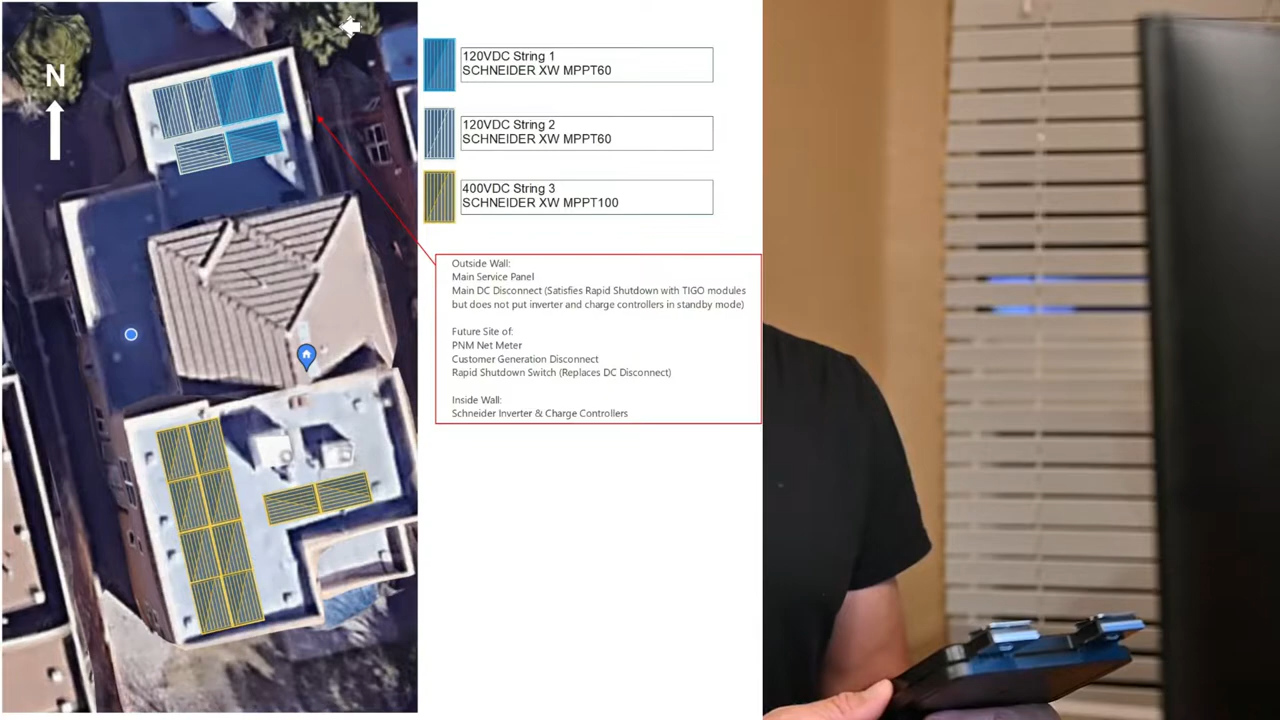 N
120VDC String 1
SCHNEIDER XW MPPT60
120VDC String 2
SCHNEIDER XW MPPT60
400VDC String 3
SCHNEIDER XW MPPT100
Outside Wall:
Main Service Panel
Main DC Disconnect (Satisfies Rapid Shutdown with TIGO modules
but does not put inverter and charge controllers in standby mode)
Future Site of:
PNM Net Meter
Customer Generation Disconnect
Rapid Shutdown Switch (Replaces DC Disconnect)
Inside Wall:
Schneider Inverter & Charge Controllers